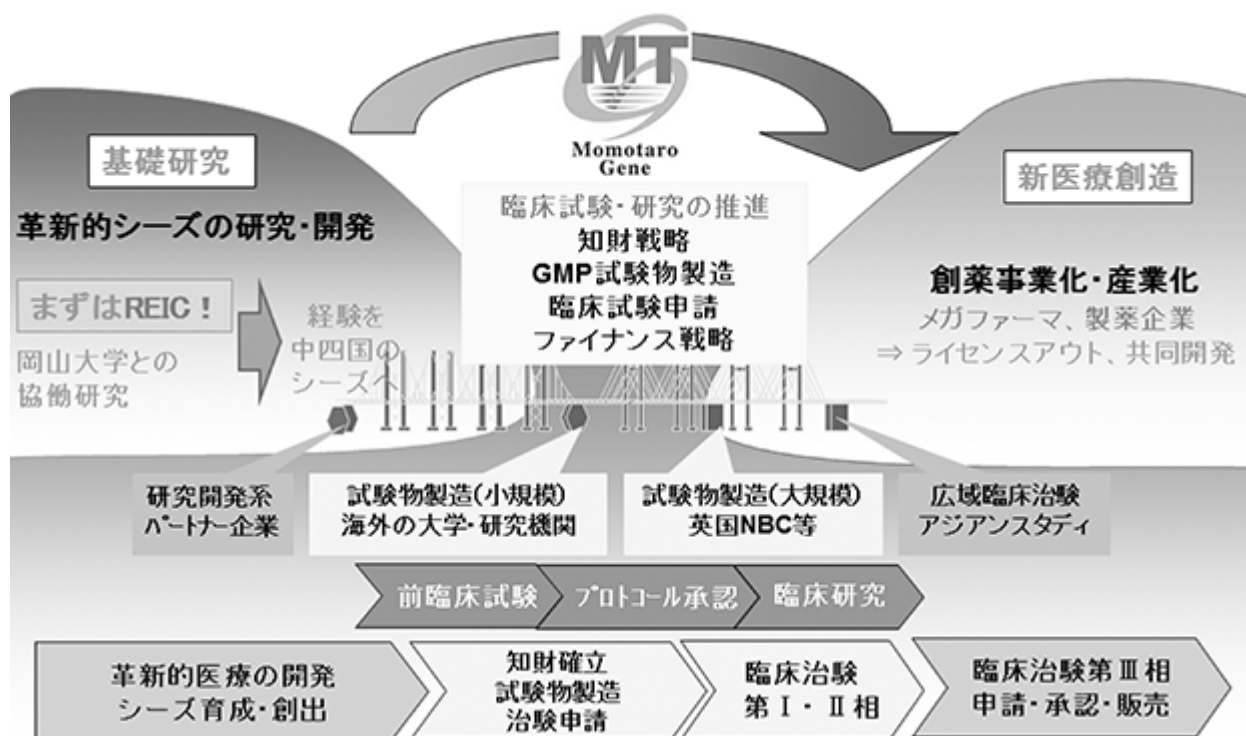 MT
Momotaro
Gene
基礎研究
革新的シーズの研究・開発
まずはREIC！
岡山大学との
協働研究
経験を
中四国の
シーズへ
臨床試験・研究の推進
知財戦略
GMP試験物製造
臨床試験申請
ファイナンス戦略
新医療創造
創薬事業化・産業化
メガファーマ、製薬企業
⇒ライセンスアウト、共同開発
研究開発系
パートナー企業
試験物製造(小規模)
海外の大学・研究機関
試験物製造(大規模)
英国NBC等
広域臨床治験
アジアンスタディ
前臨床試験
プロトコール承認
臨床研究
革新的医療の開発
シーズ育成・創出
知財確立
試験物製造
治験申請
臨床治験
第Ⅰ・Ⅱ相
臨床治験第Ⅲ相
申請・承認・販売